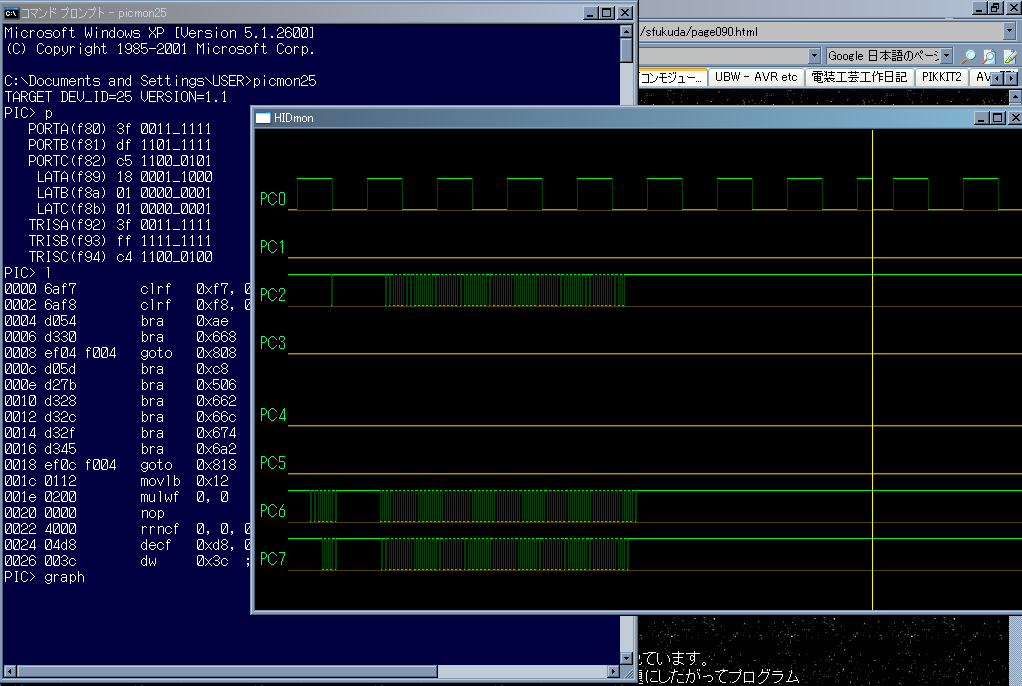 コマンド プロンプト - picmon25
Microsoft Windows XP [Version 5.1.2600]
(C) Copyright 1985-2001 Microsoft Corp.
C:\Documents and Settings\USER>picmon25
TARGET DEV_ID=25 VERSION=1.1
PIC> p
PORTA(f80) 3f 0011_1111
PORTB(f81) df 1101_1111
PORTC(f82) c5 1100_0101
LATA(f89) 18 0001_1000
LATB(f8a) 01 0000_0001
LATC(f8b) 01 0000_0001
TRISA(f92) 3f 0011_1111
TRISB(f93) ff 1111_1111
TRISC(f94) c4 1100_0100
PIC> l
0000 6af7 clrf 0xf7, 0
0002 6af8 clrf 0xf8, 0
0004 d054 bra 0xae
0006 d330 bra 0x668
0008 ef04 f004 goto 0x808
000c d05d bra 0xc8
000e d27b bra 0x506
0010 d328 bra 0x662
0012 d32c bra 0x66c
0014 d32f bra 0x674
0016 d345 bra 0x6a2
0018 ef0c f004 goto 0x818
001c 0112 movlb 0x12
001e 0200 mulwf 0, 0
0020 0000 nop
0022 4000 rrncf 0, 0, 0
0024 04d8 decf 0xd8, 0
0026 003c dw 0x3c ;
PIC> graph
/sfukuda/page090.html
Google 日本語のペー
コンモジュー...
UBW - AVR etc
電装工芸工作日記
PIKKIT2
AV
HIDmon
PC0
PC1
PC2
PC3
PC4
PC5
PC6
PC7
ています。
にしたがってプログラム